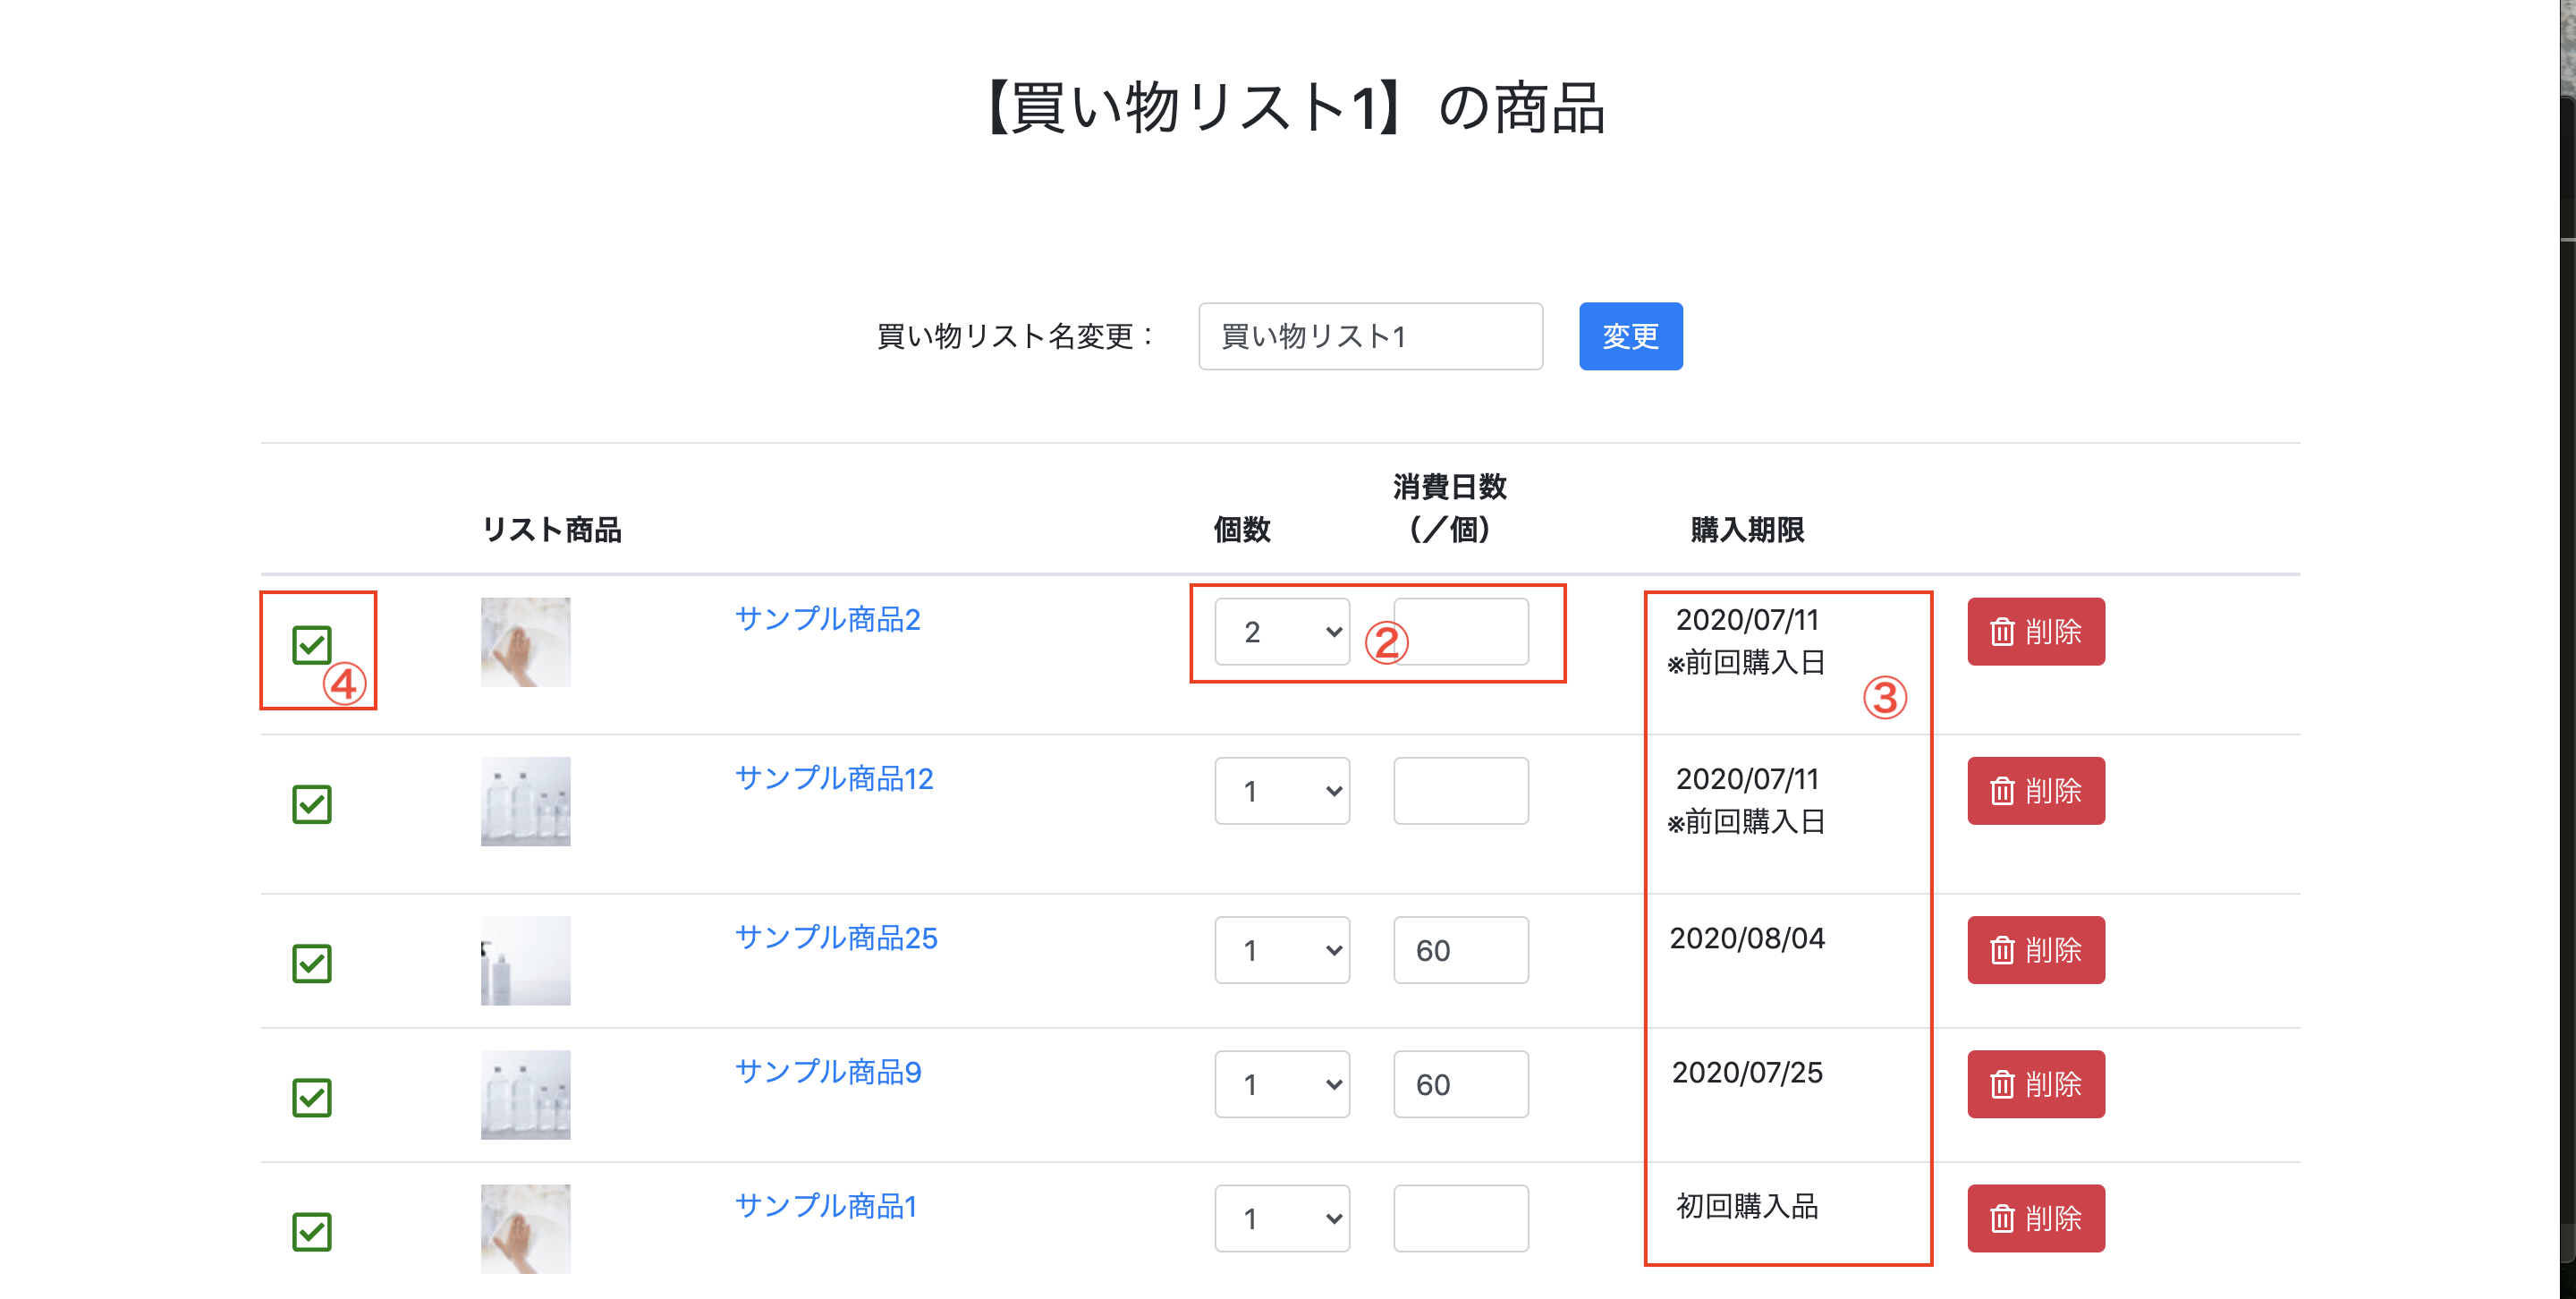 【買い物リスト1】の商品
買い物リスト名変更： 買い物リスト1 変更
消費日数
リスト商品 個数 （／個） 購入期限
サンプル商品2 2 ② 2020/07/11 削除
④ ※前回購入日 ③
サンプル商品12 1 2020/07/11 削除
※前回購入日
サンプル商品25 1 60 2020/08/04 削除
サンプル商品9 1 60 2020/07/25 削除
サンプル商品1 1 初回購入品 削除